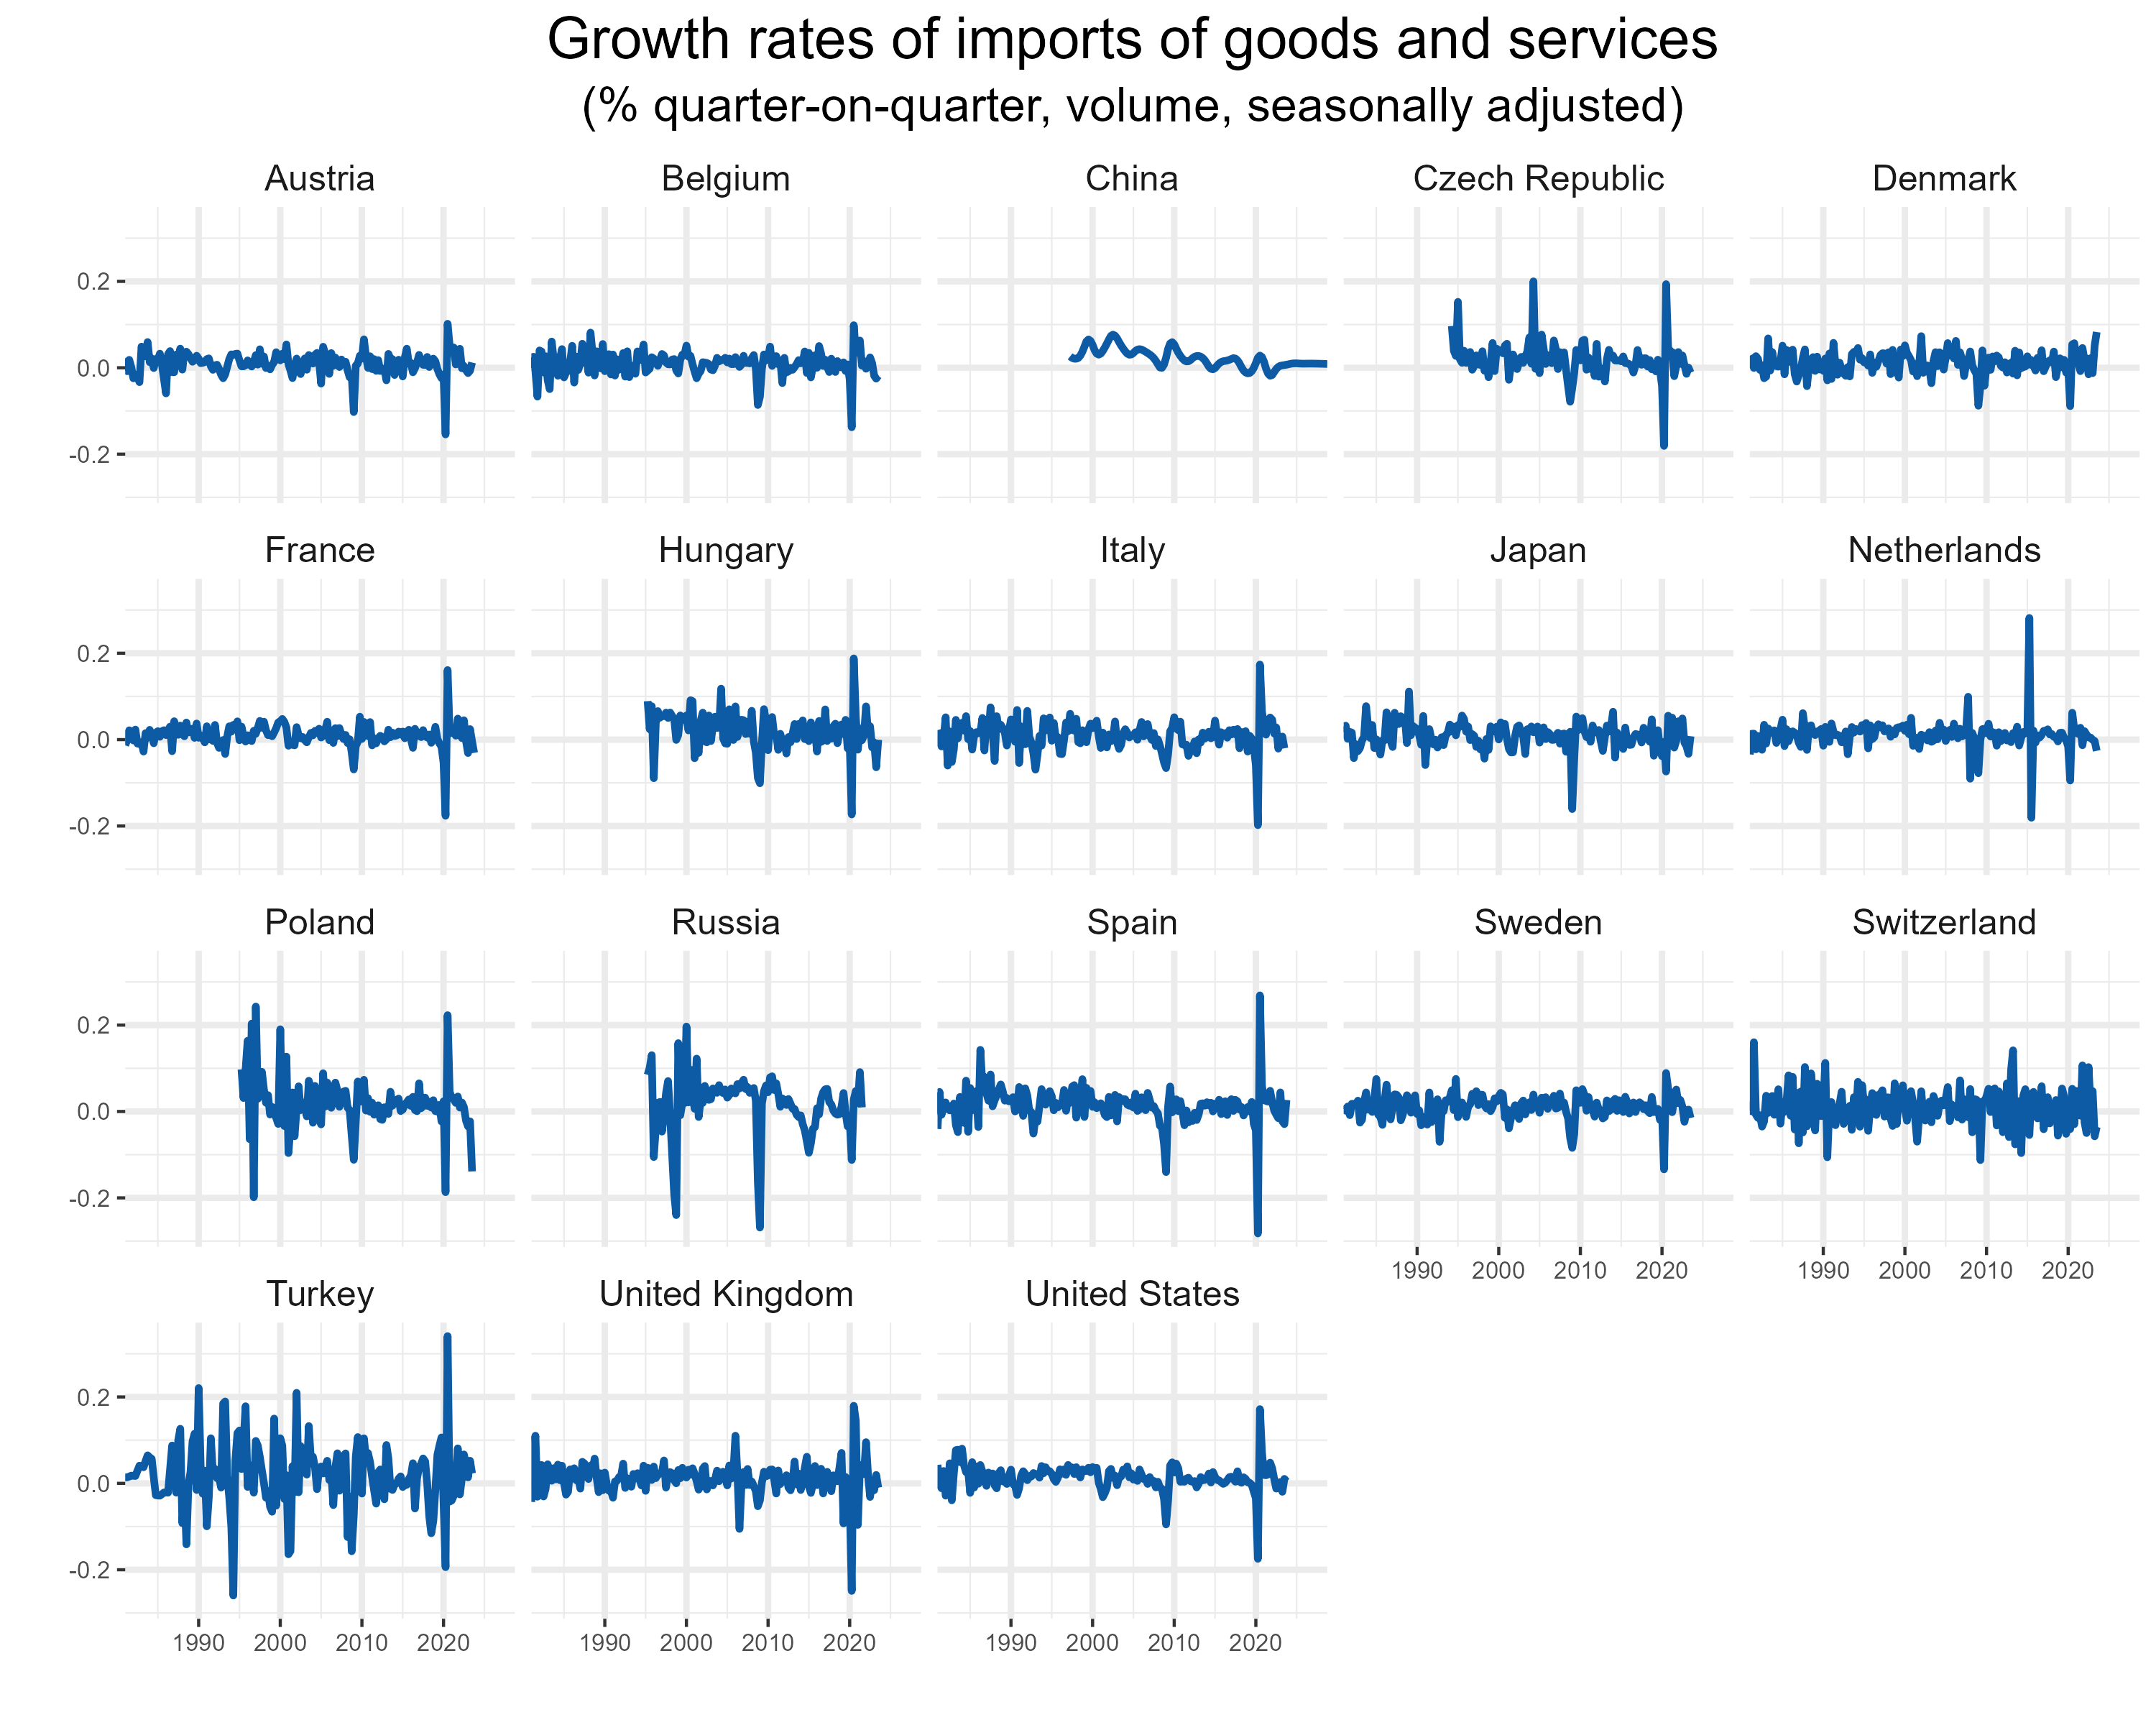 Growth rates of imports of goods and services
(% quarter-on-quarter, volume, seasonally adjusted)
Austria Belgium China Czech Republic Denmark
0.2
0.0
-0.2
France Hungary Italy Japan Netherlands
0.2
0.0
-0.2
Poland Russia Spain Sweden Switzerland
0.2
0.0
-0.2
1990 2000 2010 2020 1990 2000 2010 2020
Turkey United Kingdom United States
0.2
0.0
-0.2
1990 2000 2010 2020 1990 2000 2010 2020 1990 2000 2010 2020